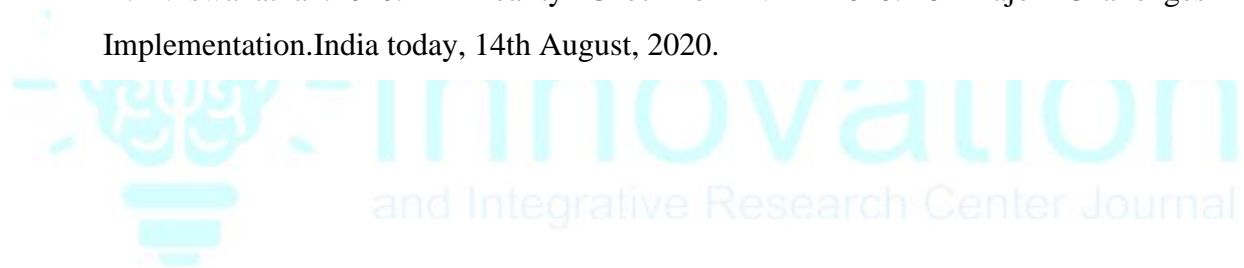 Implementation.India today, 14th August, 2020.
Innovation
and Integrative Research Center Journal